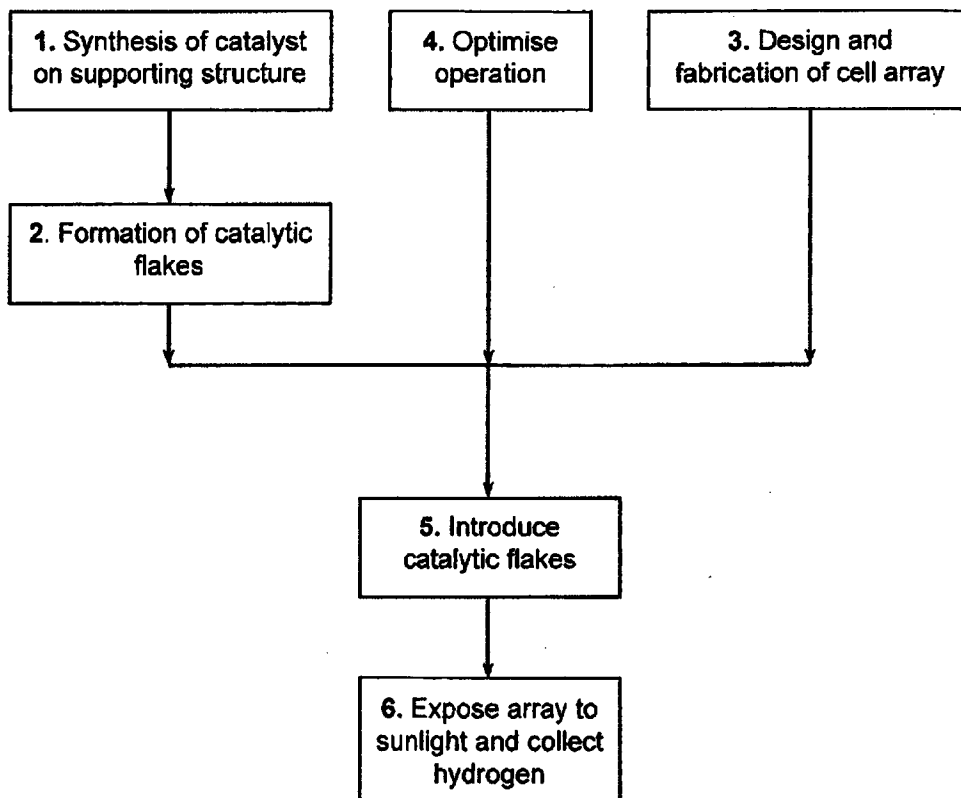 1. Synthesis of catalyst
on supporting structure
4. Optimise
operation
3. Design and
fabrication of cell array
2. Formation of catalytic
flakes
5. Introduce
catalytic flakes
6. Expose array to
sunlight and collect
hydrogen